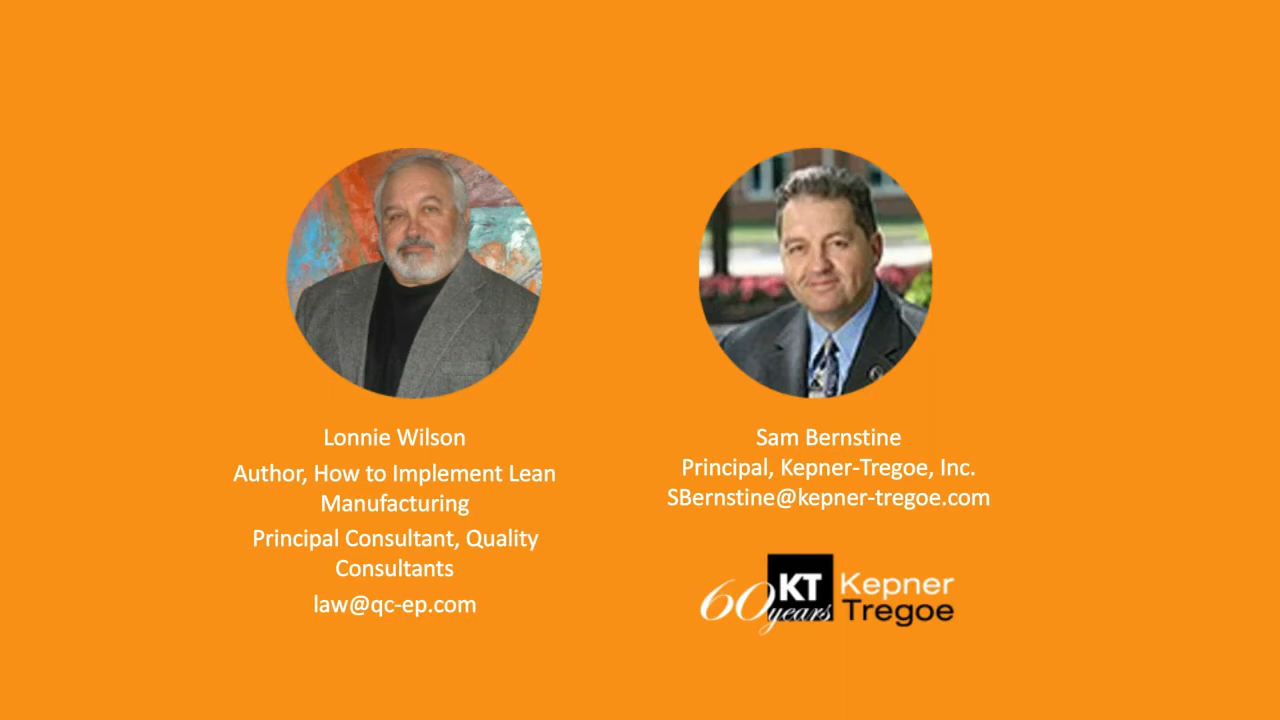 Lonnie Wilson
Author, How to Implement Lean
Manufacturing
Principal Consultant, Quality
Consultants
law@qc-ep.com
Sam Bernstine
Principal, Kepner-Tregoe, Inc.
SBernstine@kepner-tregoe.com
60 years
KT
Kepner
Tregoe